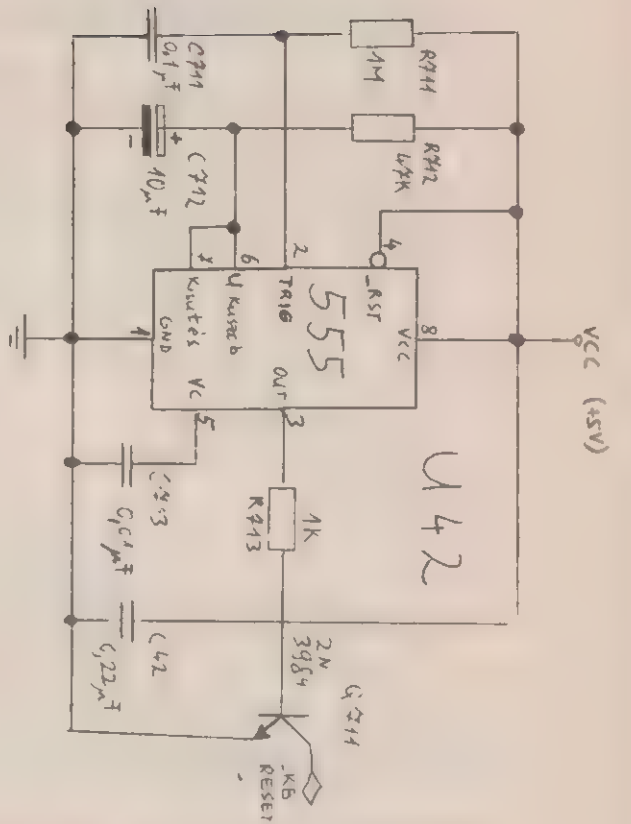 VCC (+5V)
U42
R711
1M
R712
47K
C711
0,1µF
C712
+
-
10µF
555
8
VCC
4
_RST
2
TRIG
6
U küszöb
7
Kisütés
1
GND
5
VC
3
OUT
1K
R713
0,01µF
C42
0,22µF
2N
3904
_KB
RESET